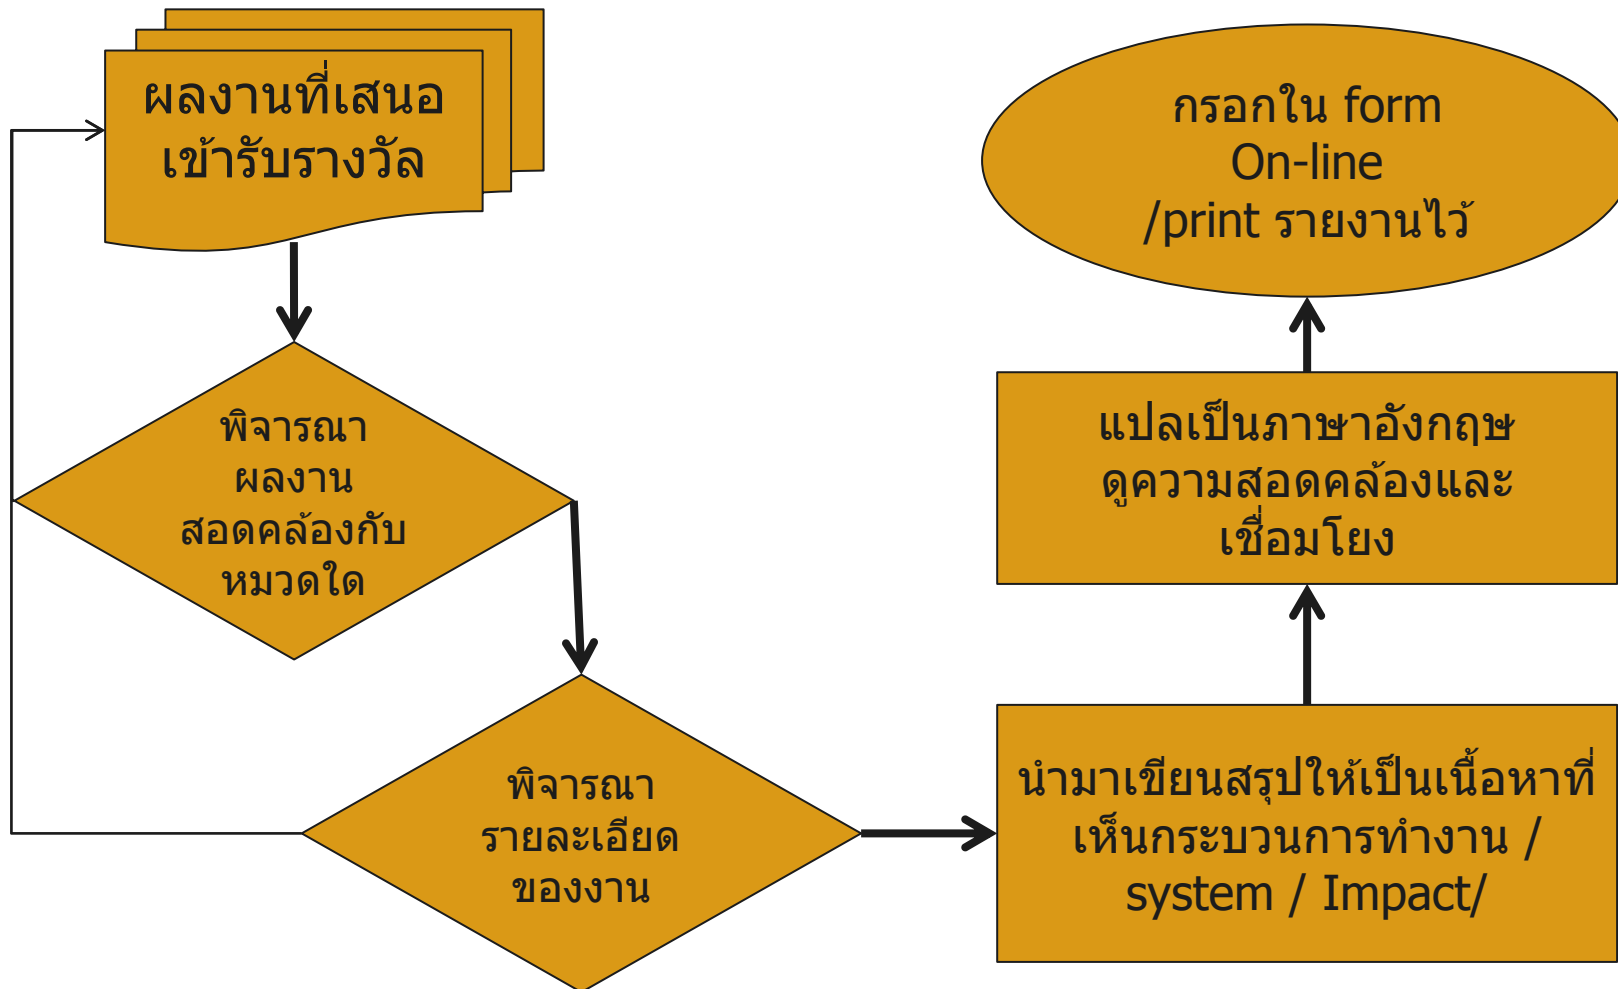 ผลงานที่เสนอ
เข้ารับรางวัล
พิจารณา
ผลงาน
สอดคล้องกับ
หมวดใด
พิจารณา
รายละเอียด
ของงาน
นำมาเขียนสรุปให้เป็นเนื้อหาที่
เห็นกระบวนการทำงาน /
system / Impact/
แปลเป็นภาษาอังกฤษ
ดูความสอดคล้องและ
เชื่อมโยง
กรอกใน form
On-line
/print รายงานไว้